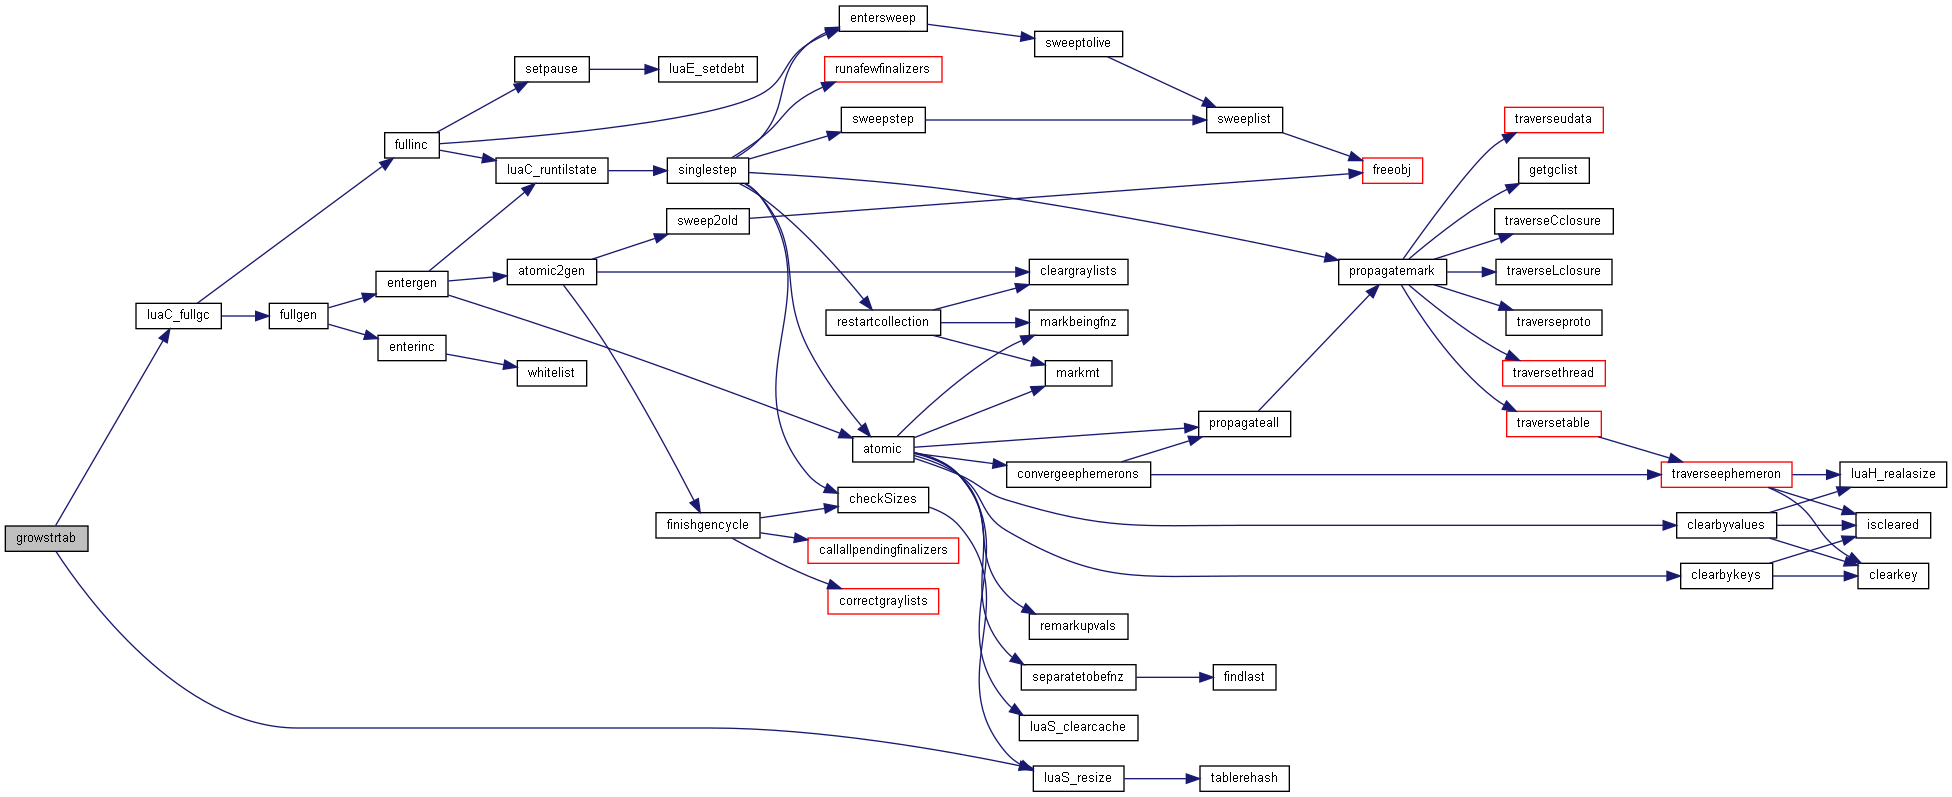 growstrtab
luaC_fullgc
fullinc
setpause
luaE_setdebt
fullgen
entergen
enterinc
whitelist
luaC_runtilstate
atomic2gen
singlestep
sweep2old
finishgencycle
entersweep
runafewfinalizers
sweepstep
restartcollection
atomic
checkSizes
callallpendingfinalizers
correctgraylists
sweeptolive
cleargraylists
markbeingfnz
markmt
convergeephemerons
remarkupvals
separatetobefnz
luaS_clearcache
luaS_resize
sweeplist
propagateall
findlast
tablerehash
freeobj
propagatemark
traverseudata
getgclist
traverseCclosure
traverseLclosure
traverseproto
traversethread
traversetable
traverseephemeron
clearbyvalues
clearbykeys
luaH_realasize
iscleared
clearkey